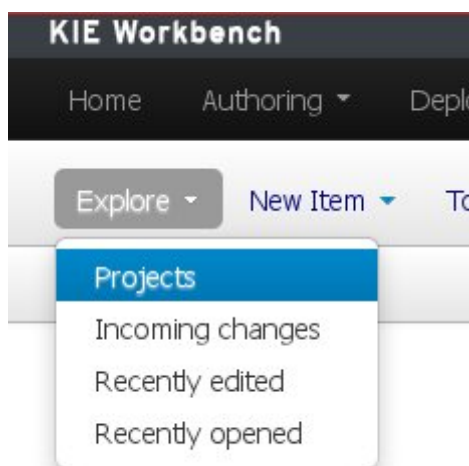 KIE Workbench
Home Authoring
Explore New Item
Projects
Incoming changes
Recently edited
Recently opened